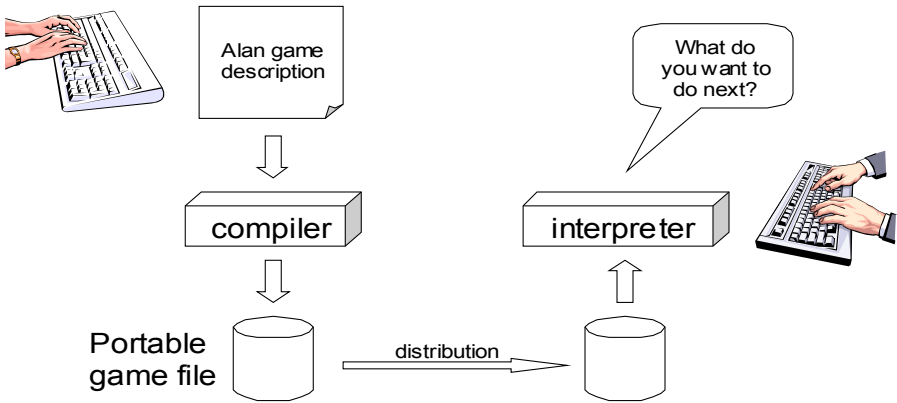 Alan game
description
What do
you want to
do next?
compiler
interpreter
Portable
game file
distribution